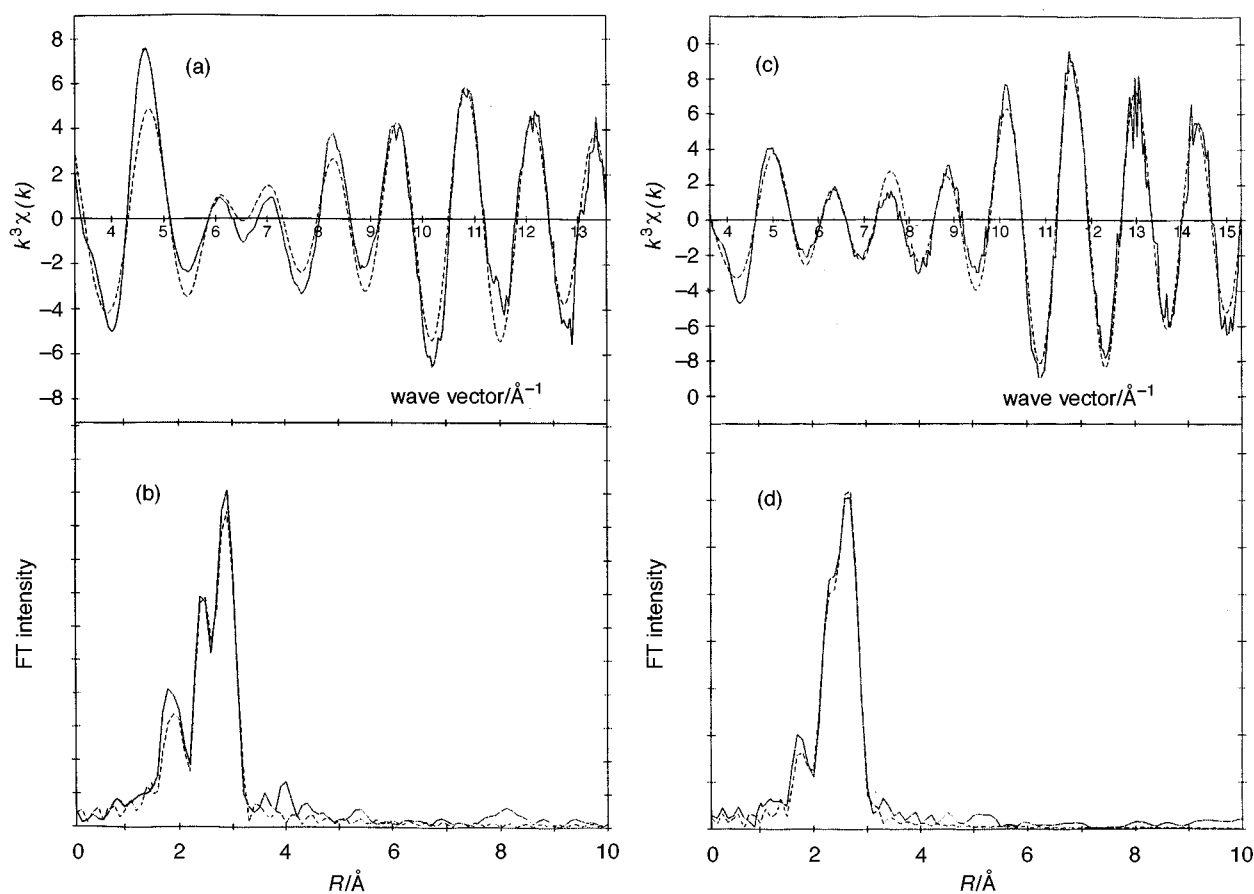 8
6
4
2
0
−2
−4
−6
−8
k³χ(k)
(a)
4 5 6 7 8 9 10 11 12 13
wave vector/Å⁻¹
0
8
6
4
2
0
−2
−4
−6
−8
0
k³χ(k)
(c)
4 5 6 7 8 9 10 11 12 13 14 15
wave vector/Å⁻¹
FT intensity
(b)
0 2 4 6 8 10
R/Å
FT intensity
(d)
0 2 4 6 8 10
R/Å